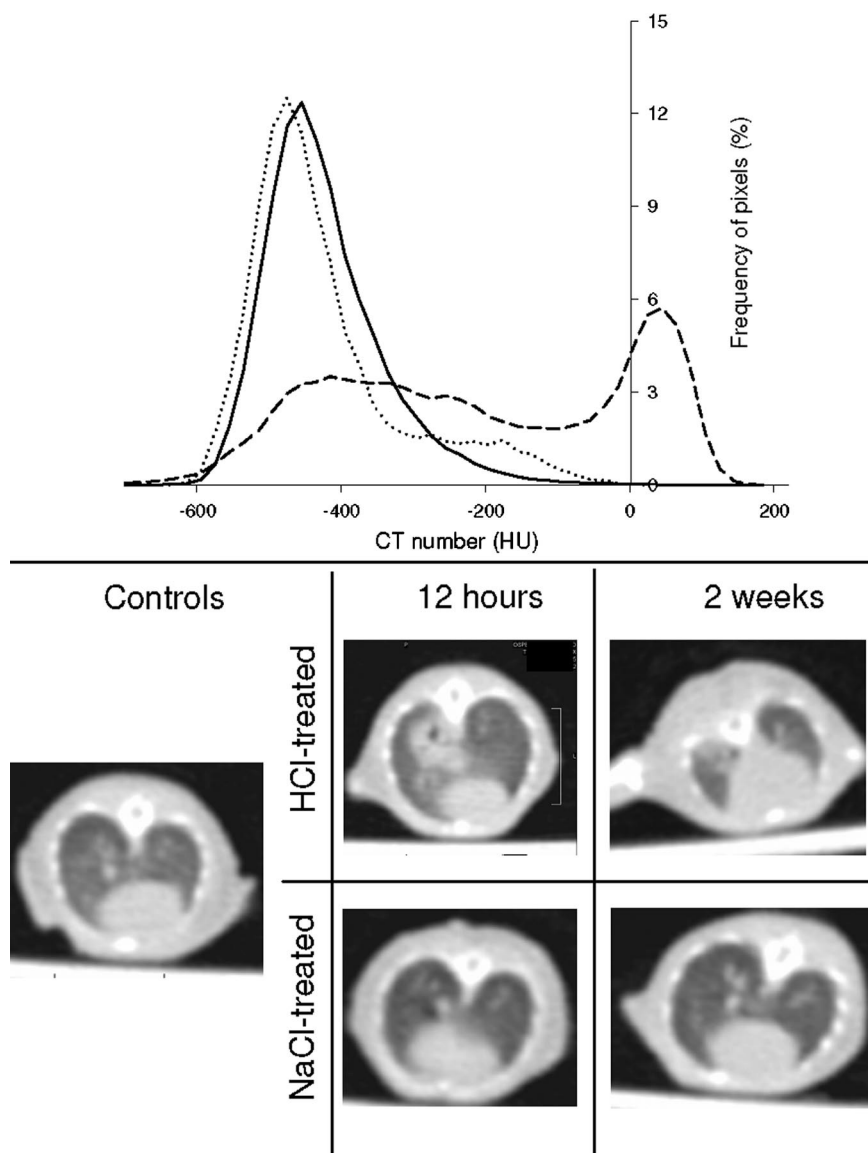 15
12
9
6
3
0
Frequency of pixels (%)
-600
-400
-200
0
200
CT number (HU)
Controls
12 hours
2 weeks
HCl-treated
NaCl-treated